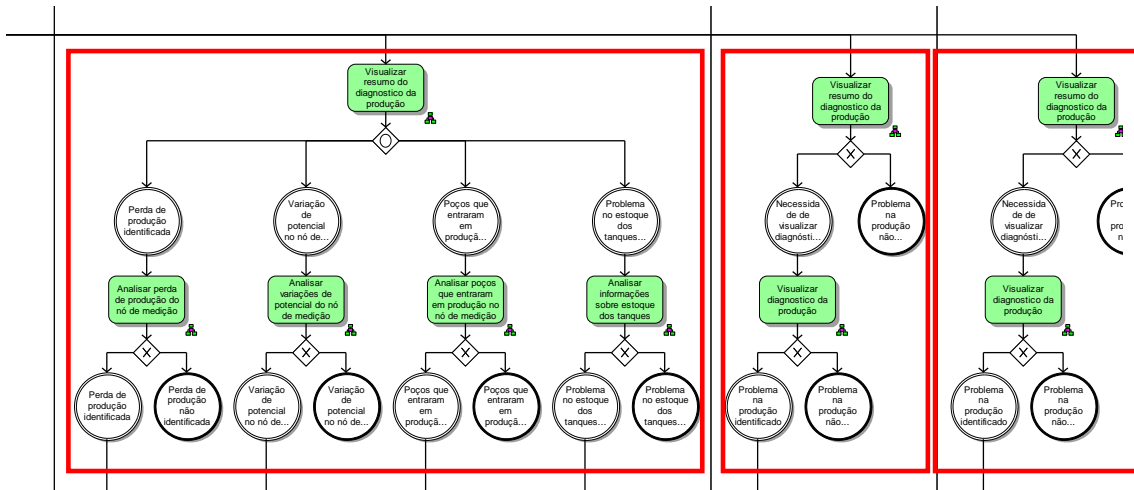 Visualizar
resumo do
diagnostico da
produção
Visualizar
resumo do
diagnostico da
produção
Visualizar
resumo do
diagnostico da
produção
X
X
Perda de
produção
identificada
Variação
de
potencial
no nó de...
Poços que
entraram
em
produçã...
Problema
no estoque
dos
tanques...
Necessida
de de
visualizar
diagnósti...
Problema
na
produção
não...
Necessida
de de
visualizar
diagnósti...
Analisar perda
de produção do
nó de medição
Analisar
variações de
potencial do nó
de medição
Analisar poços
que entraram
em produção no
nó de medição
Analisar
informações
sobre estoque
dos tanques
Visualizar
diagnostico da
produção
Visualizar
diagnostico da
produção
X
X
X
X
X
X
Perda de
produção
identificada
Perda de
produção
não
identificada
Variação
de
potencial
no nó de...
Variação
de
potencial
no nó de...
Poços que
entraram
em
produçã...
Poços que
entraram
em
produçã...
Problema
no estoque
dos
tanques...
Problema
no estoque
dos
tanques...
Problema
na
produção
identificado
Problema
na
produção
não...
Problema
na
produção
identificado
Problema
na
produção
não...